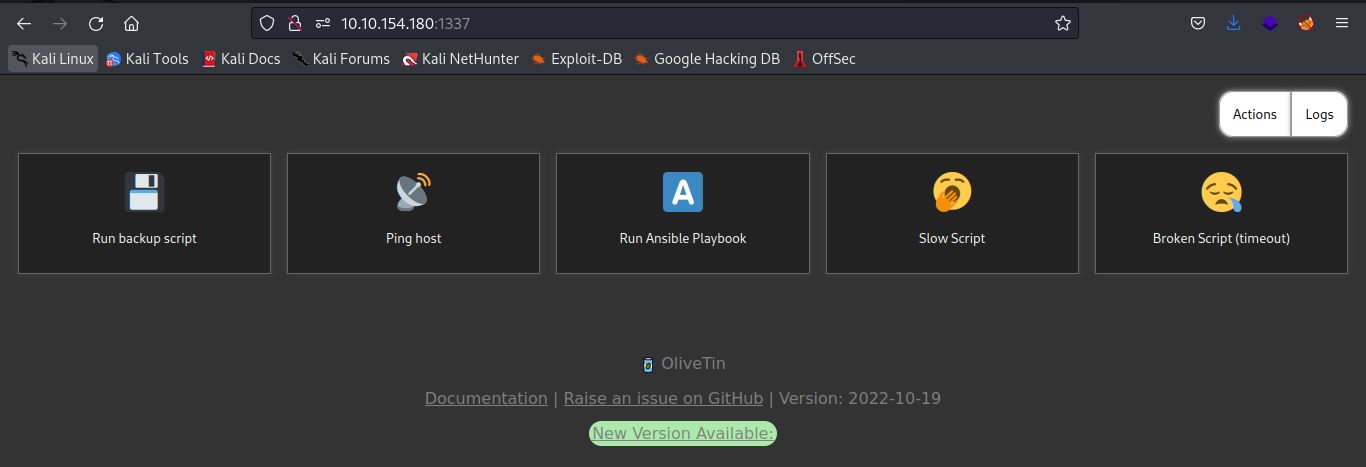 10.10.154.180:1337
Kali Linux Kali Tools Kali Docs Kali Forums Kali NetHunter Exploit-DB Google Hacking DB OffSec
Actions Logs
Run backup script Ping host Run Ansible Playbook Slow Script Broken Script (timeout)
OliveTin
Documentation | Raise an issue on GitHub | Version: 2022-10-19
New Version Available: